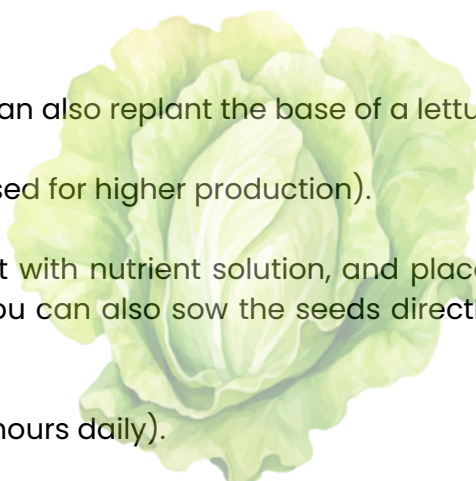 an also replant the base of a lettu
sed for higher production).
t with nutrient solution, and plac
ou can also sow the seeds direct
hours daily).